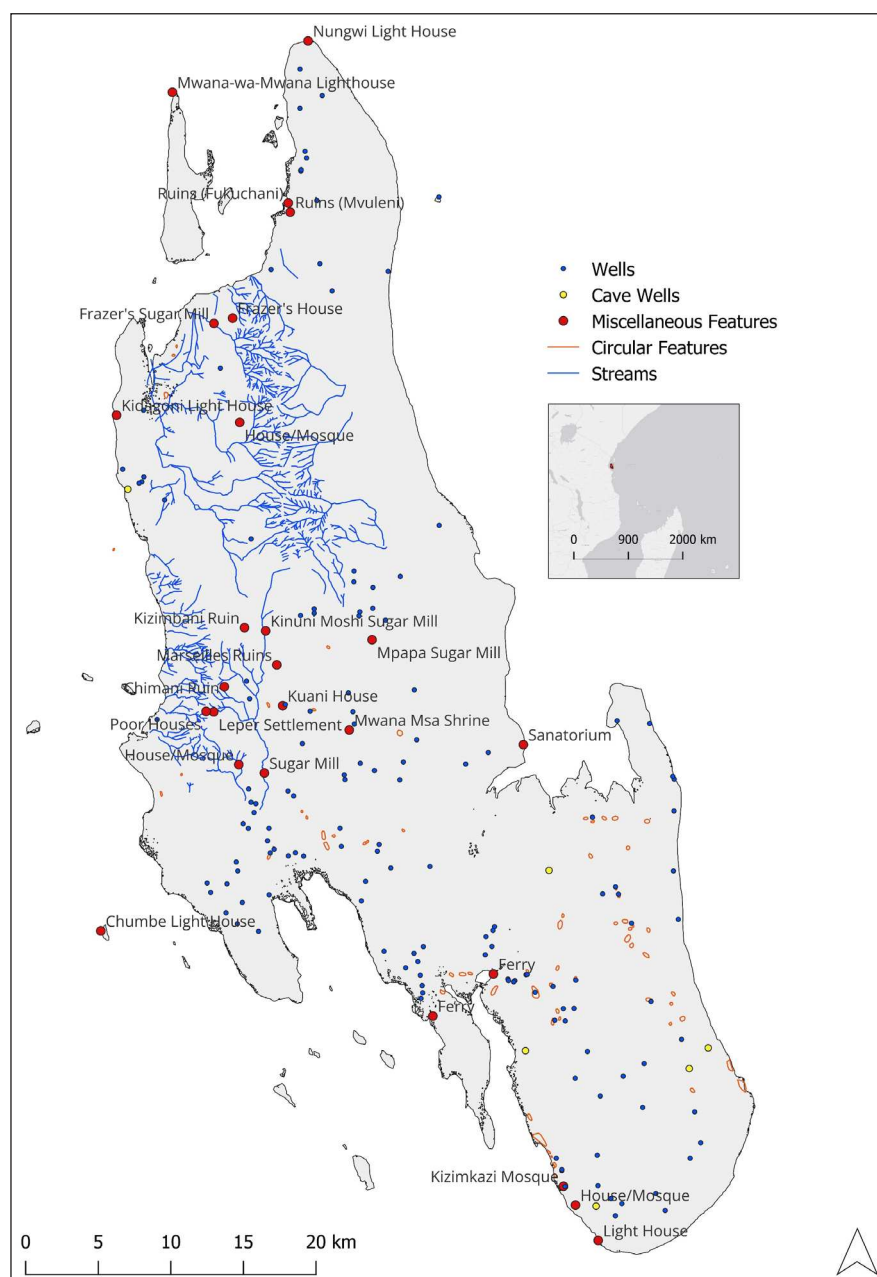 Nungwi Light House
Mwana-wa-Mwana Lighthouse
Ruins (Fukuchani)
Ruins (Mvuleni)
Wells
Cave Wells
Miscellaneous Features
Circular Features
Streams
Frazer's Sugar Mill
Frazer's House
Kidagoni Light House
House/Mosque
0 900 2000 km
Kizimbani Ruin
Kinuni Moshi Sugar Mill
Marseilles Ruins
Mpapa Sugar Mill
Chimani Ruin
Kuani House
Poor Houses
Leper Settlement
Mwana Msa Shrine
Sanatorium
House/Mosque
Sugar Mill
Chumbe Light House
Ferry
Ferry
Kizimkazi Mosque
House/Mosque
Light House
0 5 10 15 20 km